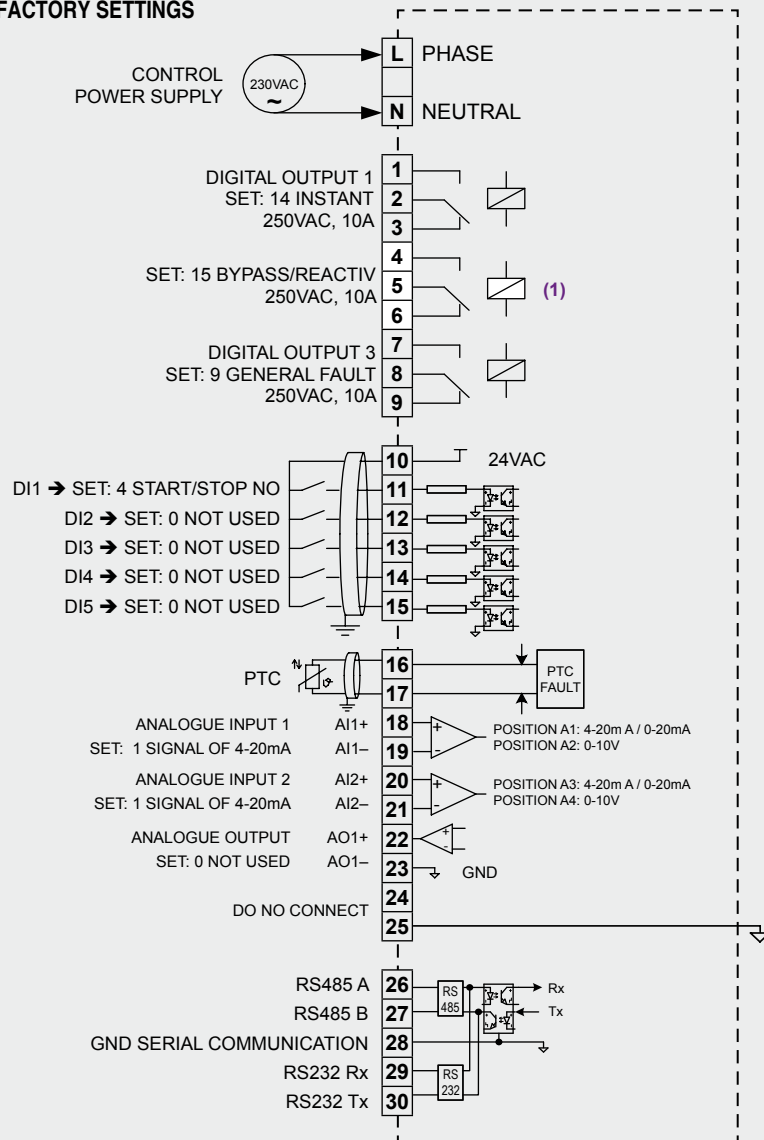 FACTORY SETTINGS
CONTROL
POWER SUPPLY
230VAC
~
L PHASE
N NEUTRAL
DIGITAL OUTPUT 1
SET: 14 INSTANT
250VAC, 10A
1
2
3
SET: 15 BYPASS/REACTIV
250VAC, 10A
4
5
6
(1)
DIGITAL OUTPUT 3
SET: 9 GENERAL FAULT
250VAC, 10A
7
8
9
10 24VAC
DI1 ➔ SET: 4 START/STOP NO 11
DI2 ➔ SET: 0 NOT USED 12
DI3 ➔ SET: 0 NOT USED 13
DI4 ➔ SET: 0 NOT USED 14
DI5 ➔ SET: 0 NOT USED 15
PTC
16
17
PTC
FAULT
ANALOGUE INPUT 1 AI1+ 18 + POSITION A1: 4-20m A / 0-20mA
SET: 1 SIGNAL OF 4-20mA AI1– 19 - POSITION A2: 0-10V
ANALOGUE INPUT 2 AI2+ 20 + POSITION A3: 4-20m A / 0-20mA
SET: 1 SIGNAL OF 4-20mA AI2– 21 - POSITION A4: 0-10V
ANALOGUE OUTPUT AO1+ 22 + -
SET: 0 NOT USED AO1– 23 GND
DO NO CONNECT
24
25
RS485 A 26 RS 485 Rx
RS485 B 27 Tx
GND SERIAL COMMUNICATION 28
RS232 Rx 29 RS 232
RS232 Tx 30